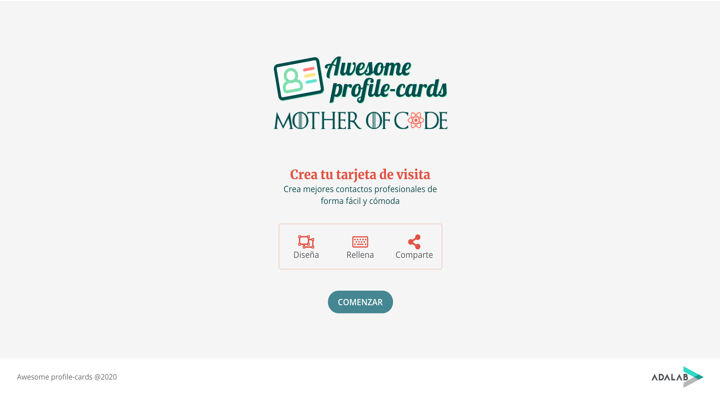 Awesome
profile-cards
MOTHER OF CODE
Crea tu tarjeta de visita
Crea mejores contactos profesionales de
forma fácil y cómoda
Diseña Rellena Comparte
COMENZAR
Awesome profile-cards @2020
ADALAB